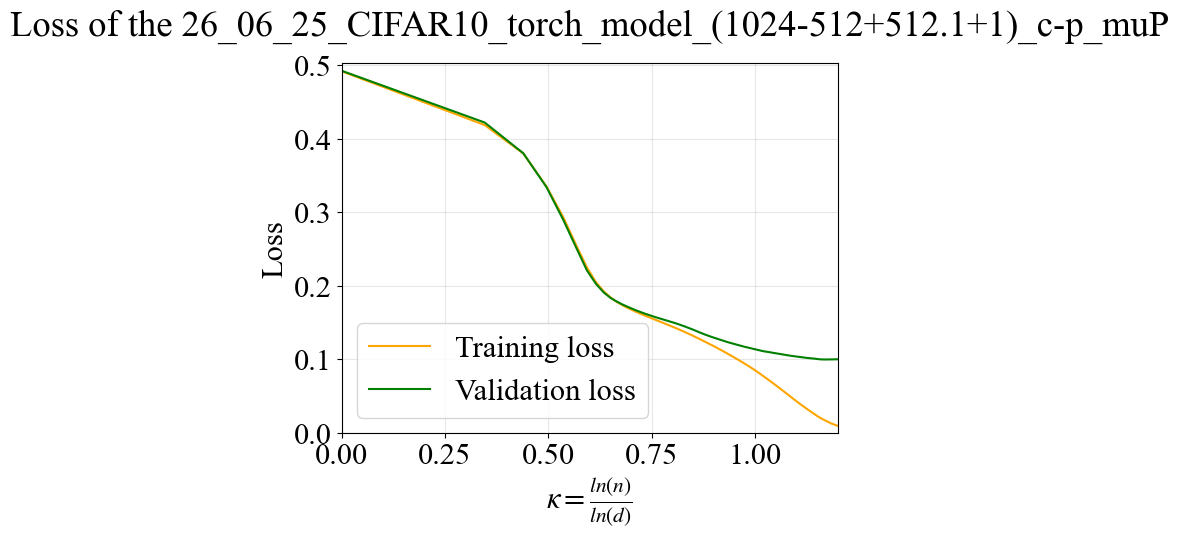 Loss of the 26_06_25_CIFAR10_torch_model_(1024-512+512.1+1)_c-p_muP
0.5
0.4
0.3
0.2
0.1
0.0
Loss
Training loss
Validation loss
0.00 0.25 0.50 0.75 1.00
κ = ln(n) / ln(d)